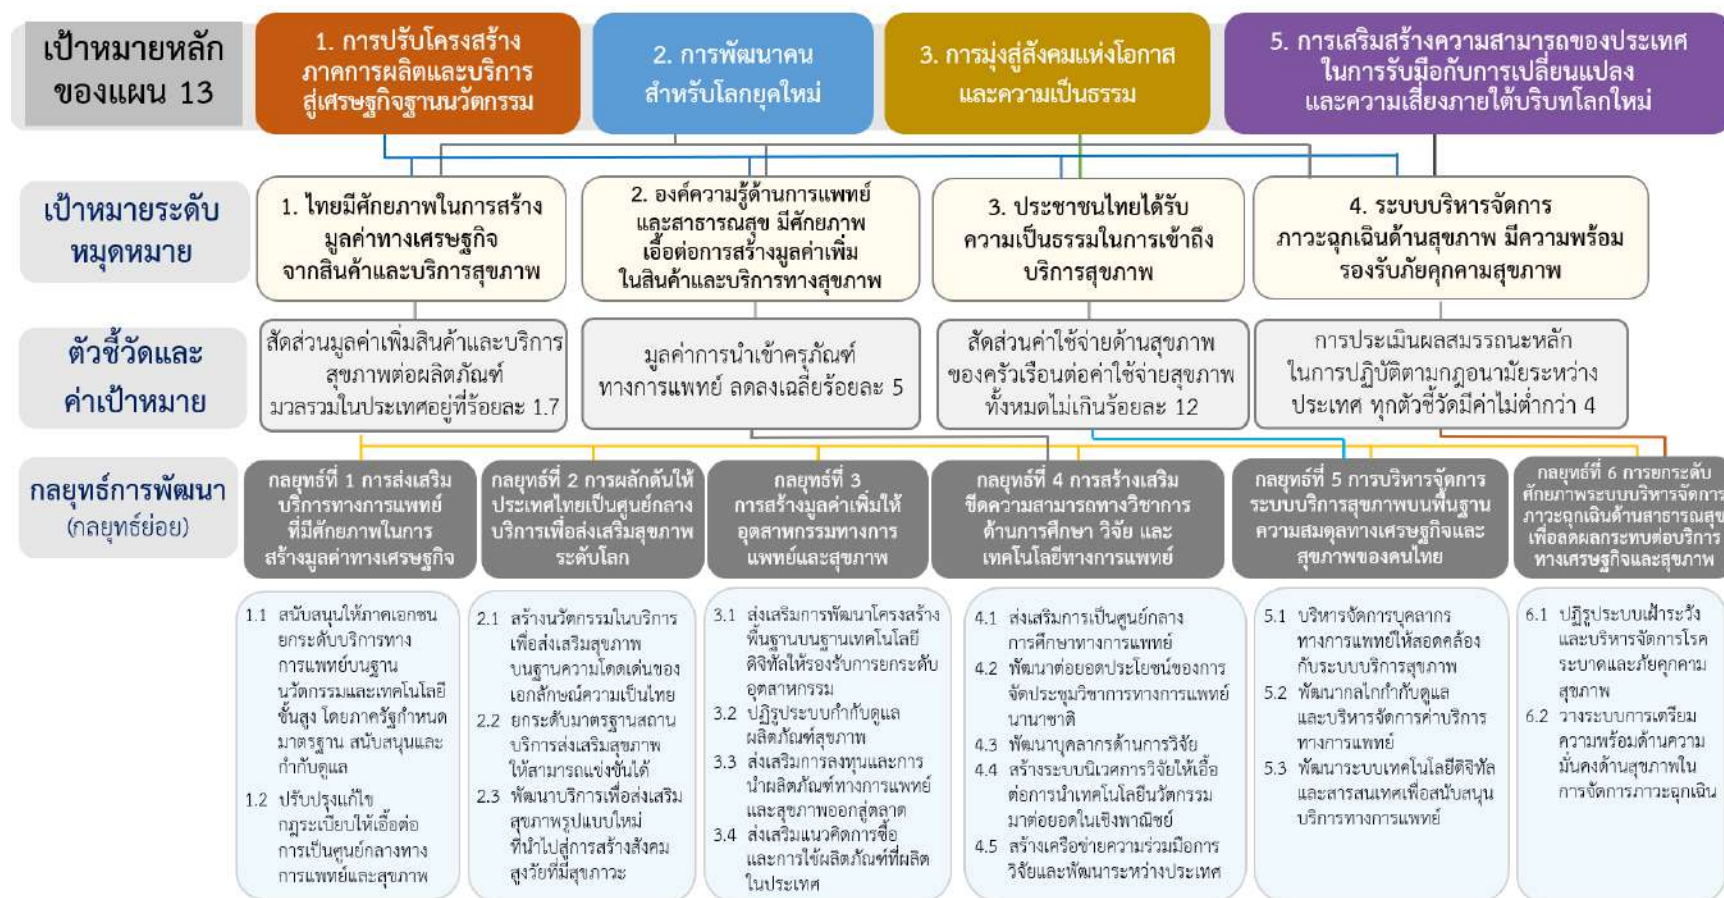 เป้าหมายหลัก
ของแผน 13
1. การปรับโครงสร้าง
ภาคการผลิตและบริการ
สู่เศรษฐกิจฐานนวัตกรรม
2. การพัฒนาคน
สำหรับโลกยุคใหม่
3. การมุ่งสู่สังคมแห่งโอกาส
และความเป็นธรรม
5. การเสริมสร้างความสามารถของประเทศ
ในการรับมือกับการเปลี่ยนแปลง
และความเสี่ยงภายใต้บริบทโลกใหม่
เป้าหมายระดับ
หมุดหมาย
1. ไทยมีศักยภาพในการสร้าง
มูลค่าทางเศรษฐกิจ
จากสินค้าและบริการสุขภาพ
2. องค์ความรู้ด้านการแพทย์
และสาธารณสุข มีศักยภาพ
เอื้อต่อการสร้างมูลค่าเพิ่ม
ในสินค้าและบริการทางสุขภาพ
3. ประชาชนไทยได้รับ
ความเป็นธรรมในการเข้าถึง
บริการสุขภาพ
4. ระบบบริหารจัดการ
ภาวะฉุกเฉินด้านสุขภาพ มีความพร้อม
รองรับภัยคุกคามสุขภาพ
ตัวชี้วัดและ
ค่าเป้าหมาย
สัดส่วนมูลค่าเพิ่มสินค้าและบริการ
สุขภาพต่อผลิตภัณฑ์
มวลรวมในประเทศอยู่ที่ร้อยละ 1.7
มูลค่าการนำเข้าครุภัณฑ์
ทางการแพทย์ ลดลงเฉลี่ยร้อยละ 5
สัดส่วนค่าใช้จ่ายด้านสุขภาพ
ของครัวเรือนต่อค่าใช้จ่ายสุขภาพ
ทั้งหมดไม่เกินร้อยละ 12
การประเมินผลสมรรถนะหลัก
ในการปฏิบัติตามกฎอนามัยระหว่าง
ประเทศ ทุกตัวชี้วัดมีค่าไม่ต่ำกว่า 4
กลยุทธ์การพัฒนา
(กลยุทธ์ย่อย)
กลยุทธ์ที่ 1 การส่งเสริม
บริการทางการแพทย์
ที่มีศักยภาพในการ
สร้างมูลค่าทางเศรษฐกิจ
กลยุทธ์ที่ 2 การผลักดันให้
ประเทศไทยเป็นศูนย์กลาง
บริการเพื่อส่งเสริมสุขภาพ
ระดับโลก
กลยุทธ์ที่ 3
การสร้างมูลค่าเพิ่มให้
อุตสาหกรรมทางการ
แพทย์และสุขภาพ
กลยุทธ์ที่ 4 การสร้างเสริม
ขีดความสามารถทางวิชาการ
ด้านการศึกษา วิจัย และ
เทคโนโลยีทางการแพทย์
กลยุทธ์ที่ 5 การบริหารจัดการ
ระบบบริการสุขภาพบนพื้นฐาน
ความสมดุลทางเศรษฐกิจและ
สุขภาพของคนไทย
กลยุทธ์ที่ 6 การยกระดับ
ศักยภาพระบบบริหารจัดการ
ภาวะฉุกเฉินด้านสาธารณสุข
เพื่อลดผลกระทบต่อบริการ
ทางเศรษฐกิจและสุขภาพ
1.1 สนับสนุนให้ภาคเอกชน
ยกระดับบริการทาง
การแพทย์บนฐาน
นวัตกรรมและเทคโนโลยี
ขั้นสูง โดยภาครัฐกำหนด
มาตรฐาน สนับสนุนและ
กำกับดูแล
1.2 ปรับปรุงแก้ไข
กฎระเบียบให้เอื้อต่อ
การเป็นศูนย์กลางทาง
การแพทย์และสุขภาพ
2.1 สร้างนวัตกรรมในบริการ
เพื่อส่งเสริมสุขภาพ
บนฐานความโดดเด่นของ
เอกลักษณ์ความเป็นไทย
2.2 ยกระดับมาตรฐานสถาน
บริการส่งเสริมสุขภาพ
ให้สามารถแข่งขันได้
2.3 พัฒนาบริการเพื่อส่งเสริม
สุขภาพรูปแบบใหม่
ที่นำไปสู่การสร้างสังคม
สูงวัยที่มีสุขภาวะ
3.1 ส่งเสริมการพัฒนาโครงสร้าง
พื้นฐานบนฐานเทคโนโลยี
ดิจิทัลให้รองรับการยกระดับ
อุตสาหกรรม
3.2 ปฏิรูประบบกำกับดูแล
ผลิตภัณฑ์สุขภาพ
3.3 ส่งเสริมการลงทุนและการ
นำผลิตภัณฑ์ทางการแพทย์
และสุขภาพออกสู่ตลาด
3.4 ส่งเสริมแนวคิดการซื้อ
และการใช้ผลิตภัณฑ์ที่ผลิต
ในประเทศ
4.1 ส่งเสริมการเป็นศูนย์กลาง
การศึกษาทางการแพทย์
4.2 พัฒนาต่อยอดประโยชน์ของการ
จัดประชุมวิชาการทางการแพทย์
นานาชาติ
4.3 พัฒนาบุคลากรด้านการวิจัย
4.4 สร้างระบบนิเวศการวิจัยให้เอื้อ
ต่อการนำเทคโนโลยีนวัตกรรม
มาต่อยอดในเชิงพาณิชย์
4.5 สร้างเครือข่ายความร่วมมือการ
วิจัยและพัฒนาระหว่างประเทศ
5.1 บริหารจัดการบุคลากร
ทางการแพทย์ให้สอดคล้อง
กับระบบบริการสุขภาพ
5.2 พัฒนากลไกกำกับดูแล
และบริหารจัดการค่าบริการ
ทางการแพทย์
5.3 พัฒนาระบบเทคโนโลยีดิจิทัล
และสารสนเทศเพื่อสนับสนุน
บริการทางการแพทย์
6.1 ปฏิรูประบบเฝ้าระวัง
และบริหารจัดการโรค
ระบาดและภัยคุกคาม
สุขภาพ
6.2 วางระบบการเตรียม
ความพร้อมด้านความ
มั่นคงด้านสุขภาพใน
การจัดการภาวะฉุกเฉิน